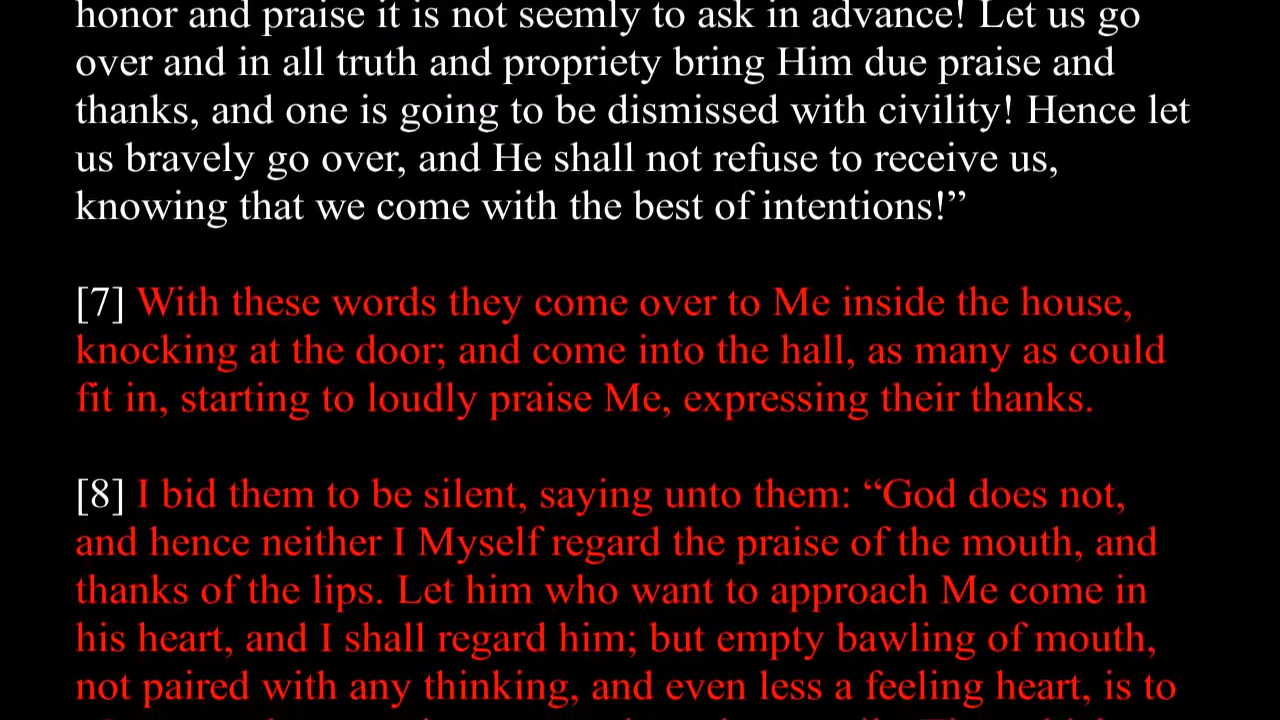 honor and praise it is not seemly to ask in advance! Let us go
over and in all truth and propriety bring Him due praise and
thanks, and one is going to be dismissed with civility! Hence let
us bravely go over, and He shall not refuse to receive us,
knowing that we come with the best of intentions!”
[7] With these words they come over to Me inside the house,
knocking at the door; and come into the hall, as many as could
fit in, starting to loudly praise Me, expressing their thanks.
[8] I bid them to be silent, saying unto them: “God does not,
and hence neither I Myself regard the praise of the mouth, and
thanks of the lips. Let him who want to approach Me come in
his heart, and I shall regard him; but empty bawling of mouth,
not paired with any thinking, and even less a feeling heart, is to